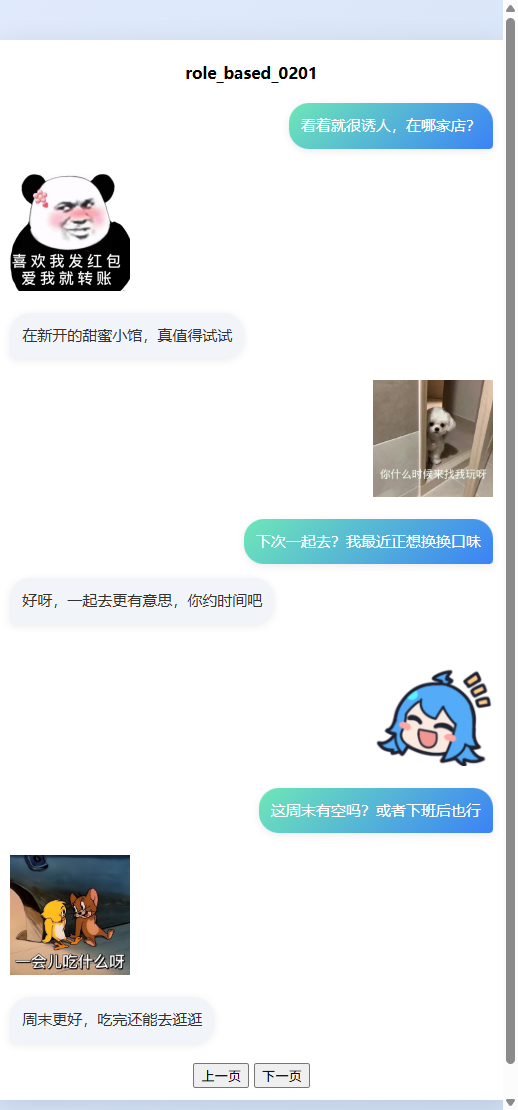 role_based_0201
看着就很诱人，在哪家店？
喜欢我发红包
爱我就转账
在新开的甜蜜小馆，真值得试试
你什么时候来找我玩呀
下次一起去？我最近正想换换口味
好呀，一起去更有意思，你约时间吧
这周末有空吗？或者下班后也行
一会儿吃什么呀
周末更好，吃完还能去逛逛
上一页 下一页